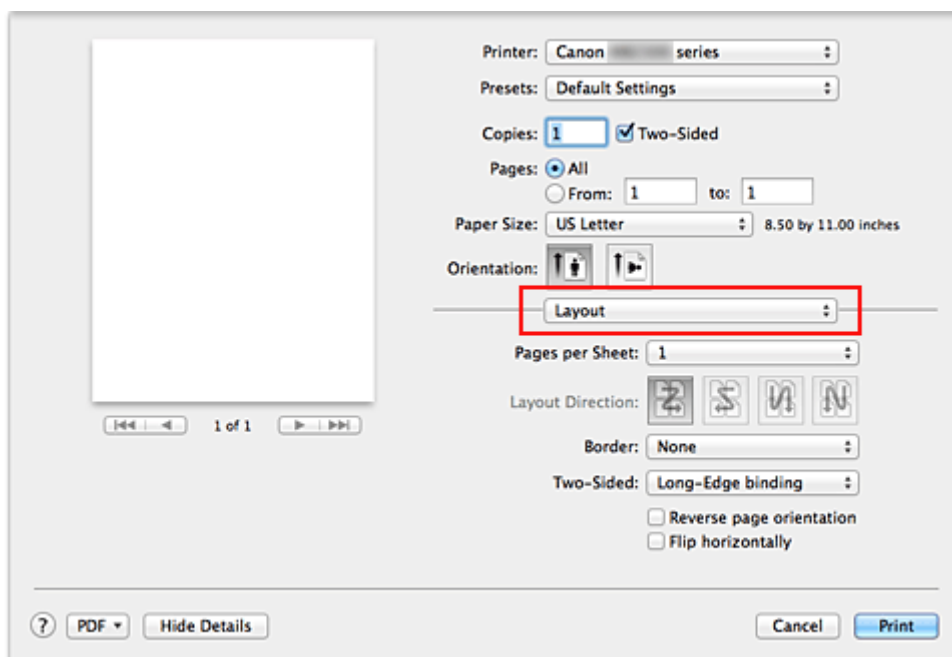 Printer: Canon series
Presets: Default Settings
Copies: 1 Two-Sided
Pages: All
From: 1 to: 1
Paper Size: US Letter 8.50 by 11.00 inches
Orientation:
Layout
Pages per Sheet: 1
Layout Direction:
1 of 1
Border: None
Two-Sided: Long-Edge binding
Reverse page orientation
Flip horizontally
? PDF Hide Details Cancel Print